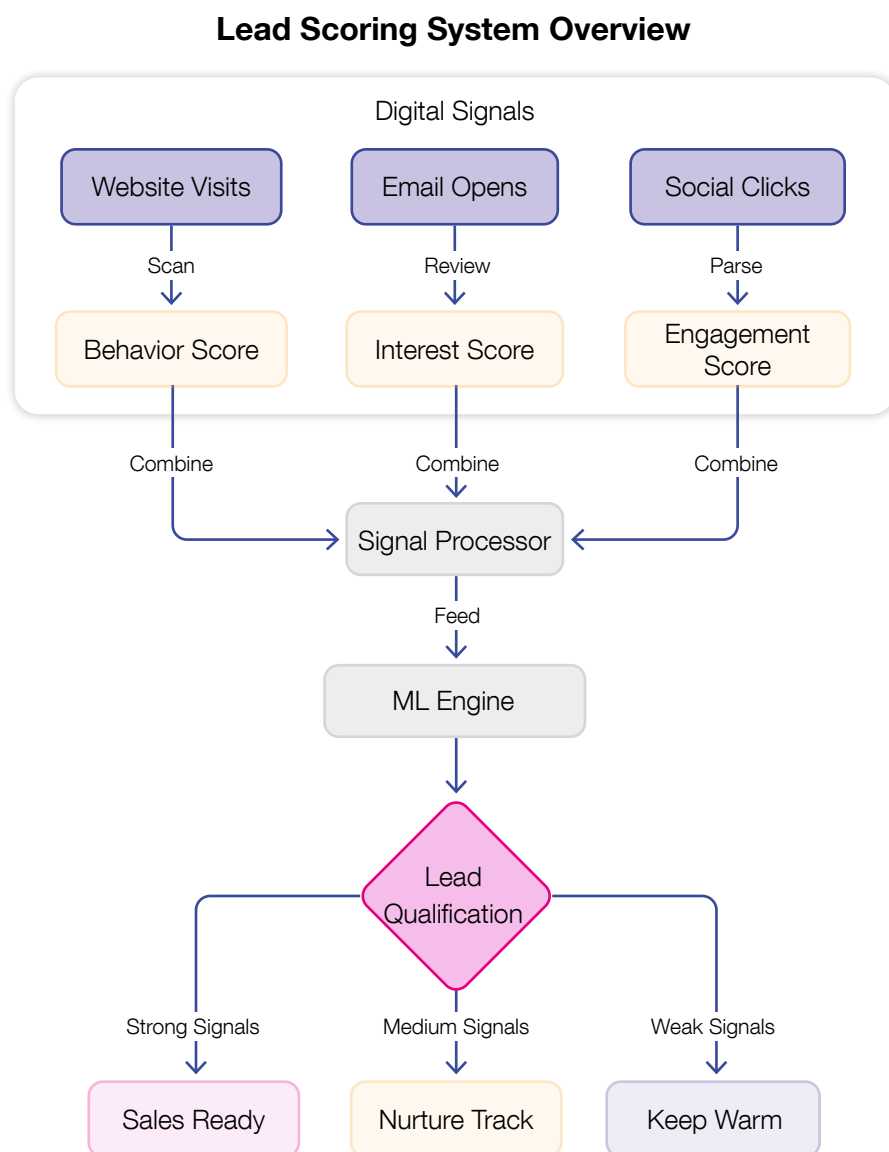 Lead Scoring System Overview
Digital Signals
Website Visits
Email Opens
Social Clicks
Scan
Review
Parse
Behavior Score
Interest Score
Engagement
Score
Combine
Combine
Combine
Signal Processor
Feed
ML Engine
Lead
Qualification
Strong Signals
Medium Signals
Weak Signals
Sales Ready
Nurture Track
Keep Warm